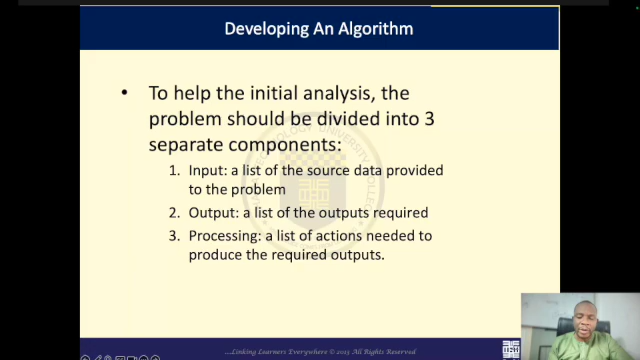 Developing An Algorithm
• To help the initial analysis, the
problem should be divided into 3
separate components:
1. Input: a list of the source data provided
to the problem
2. Output: a list of the outputs required
3. Processing: a list of actions needed to
produce the required outputs.
...Linking Learners Everywhere © 2015 All Rights Reserved